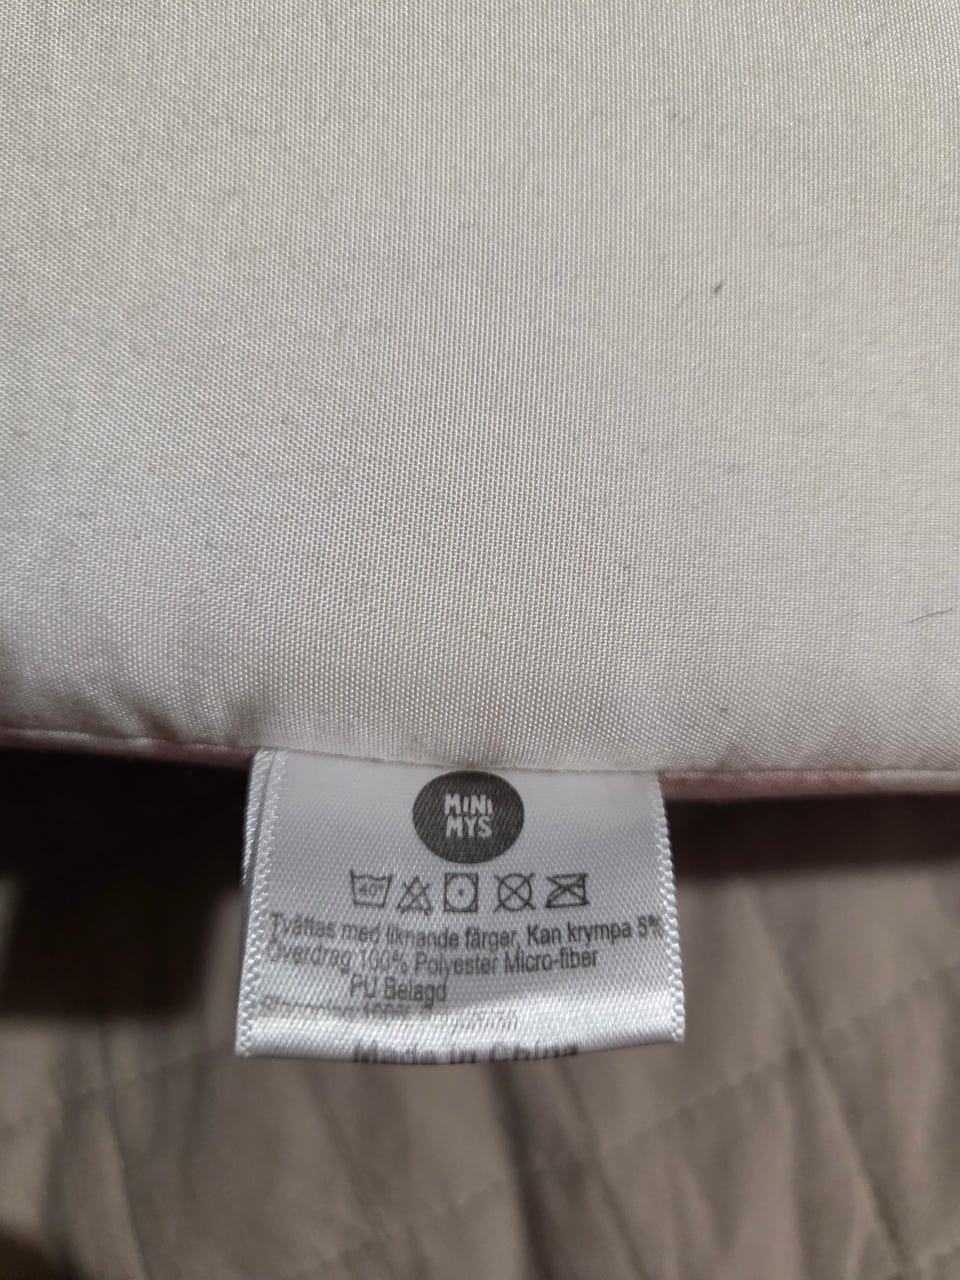 MINI
MYS
40°
Tvättas med liknande färger, Kan krympa 5%
Överdrag 100% Polyester Micro-fiber
PU Belagd
100%
Made in China